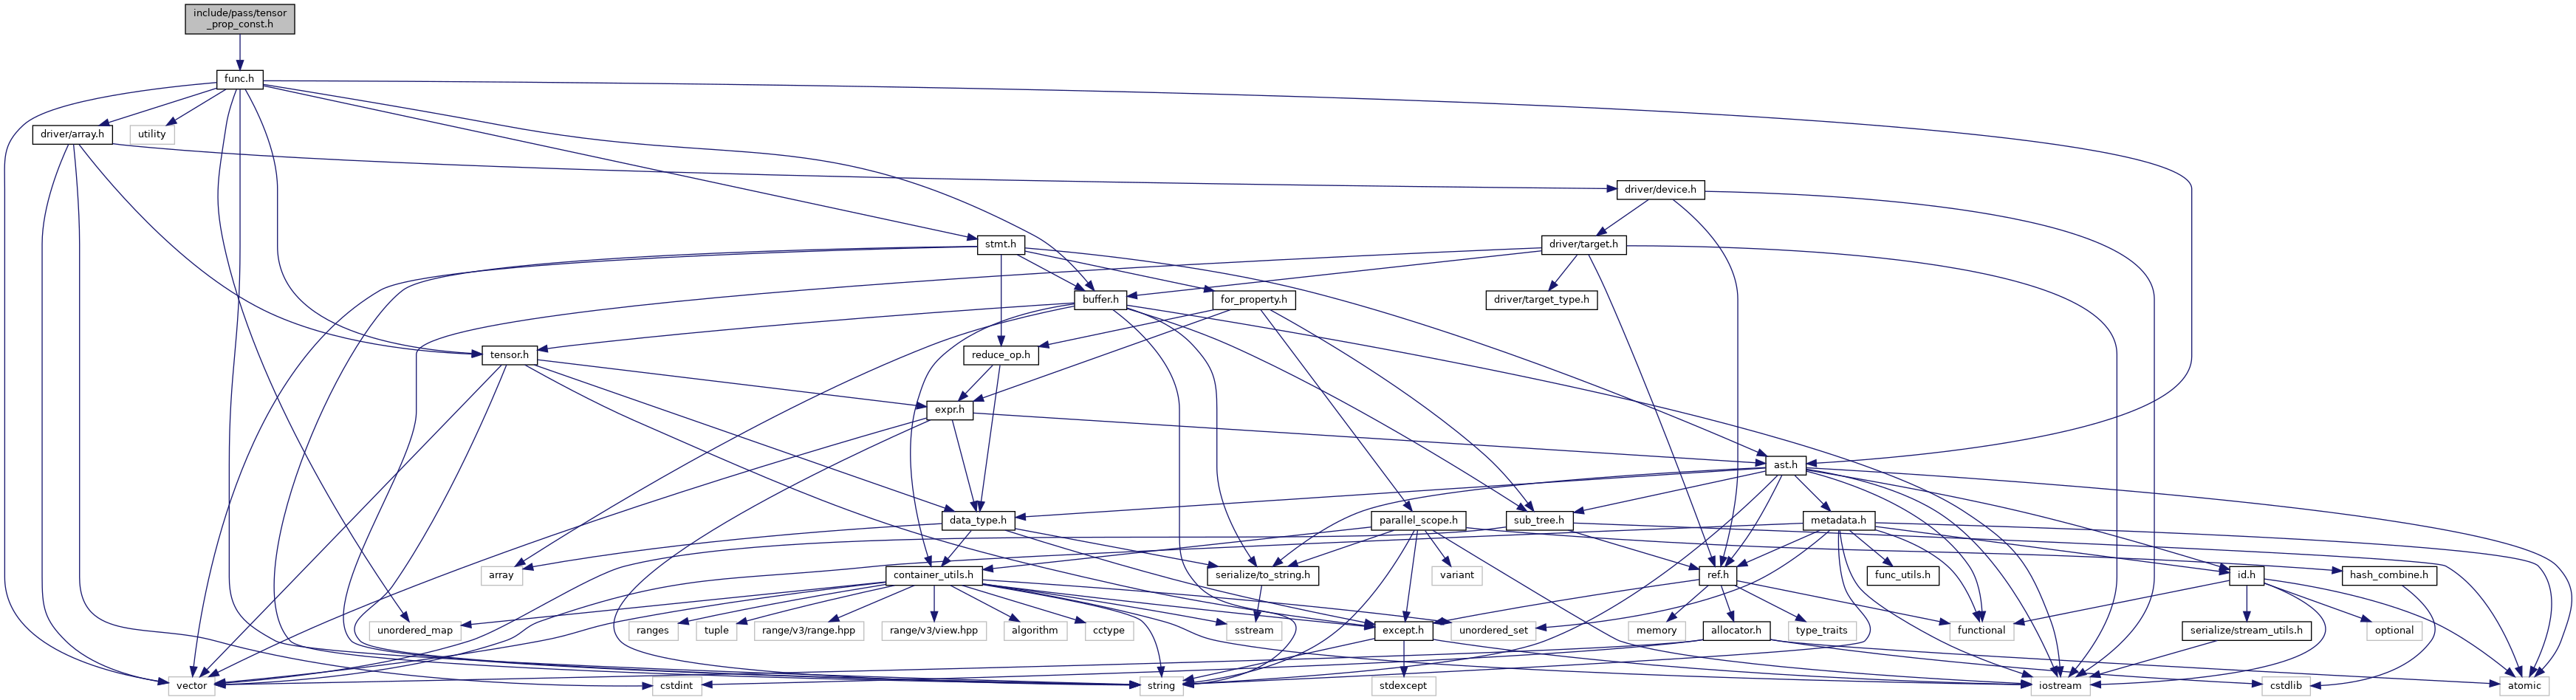 include/pass/tensor
_prop_const.h
func.h
driver/array.h
utility
driver/device.h
stmt.h
driver/target.h
buffer.h
for_property.h
driver/target_type.h
tensor.h
reduce_op.h
expr.h
ast.h
data_type.h
parallel_scope.h
sub_tree.h
metadata.h
array
container_utils.h
serialize/to_string.h
variant
ref.h
func_utils.h
id.h
hash_combine.h
unordered_map
ranges
tuple
range/v3/range.hpp
range/v3/view.hpp
algorithm
cctype
sstream
except.h
unordered_set
memory
allocator.h
type_traits
functional
serialize/stream_utils.h
optional
vector
cstdint
string
stdexcept
iostream
cstdlib
atomic